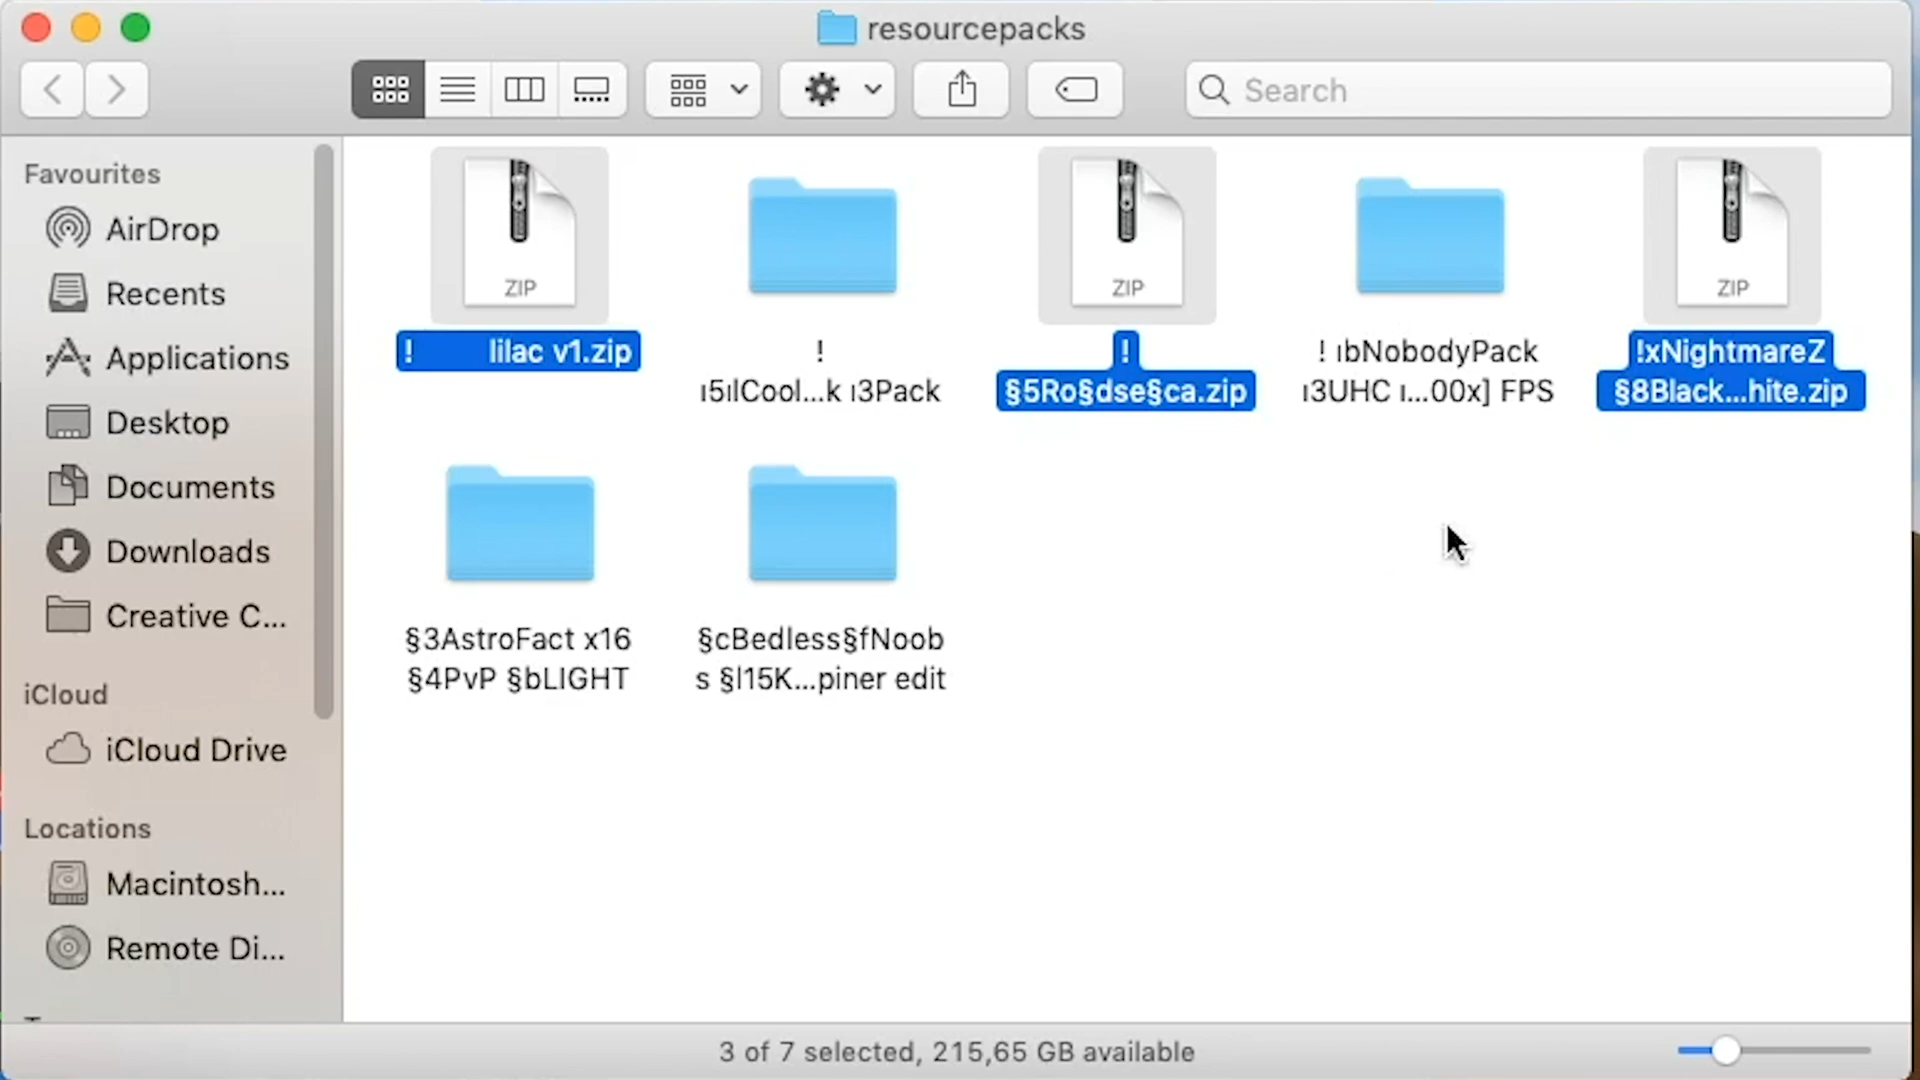 resourcepacks
Search
Favourites
AirDrop
Recents
Applications
Desktop
Documents
Downloads
Creative C...
iCloud
iCloud Drive
Locations
Macintosh...
Remote Di...
ZIP
! lilac v1.zip
!
ı5ılCool...k ı3Pack
ZIP
!
§5Ro§dse§ca.zip
! ıbNobodyPack
ı3UHC ı...00x] FPS
ZIP
!xNightmareZ
§8Black...hite.zip
§3AstroFact x16
§4PvP §bLIGHT
§cBedless§fNoob
s §l15K...piner edit
3 of 7 selected, 215,65 GB available